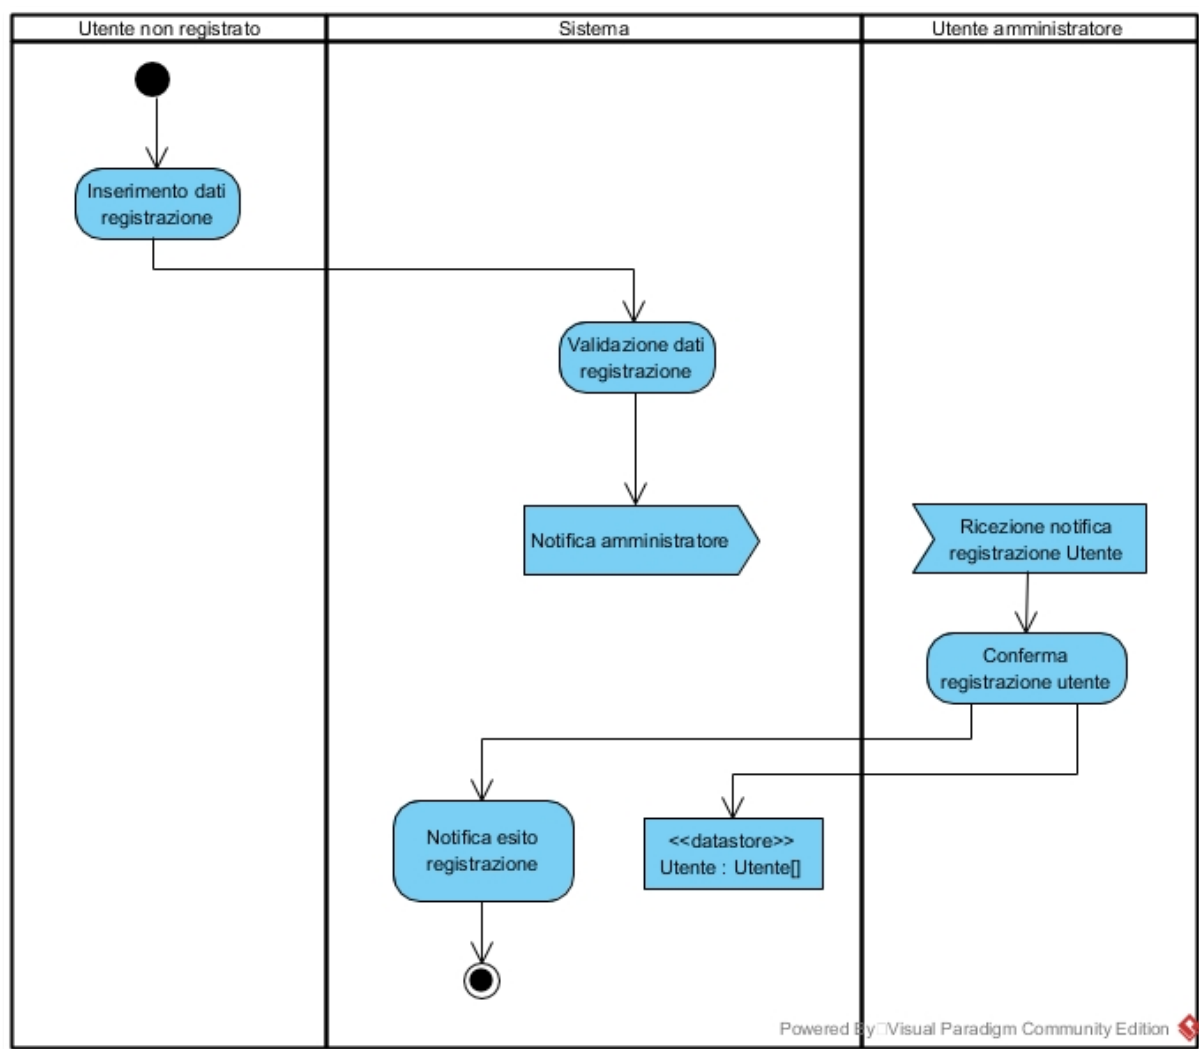 Utente non registrato
Sistema
Utente amministratore
Inserimento dati
registrazione
Validazione dati
registrazione
Notifica amministratore
Ricezione notifica
registrazione Utente
Conferma
registrazione utente
Notifica esito
registrazione
<<datastore>>
Utente : Utente[]
Powered By Visual Paradigm Community Edition